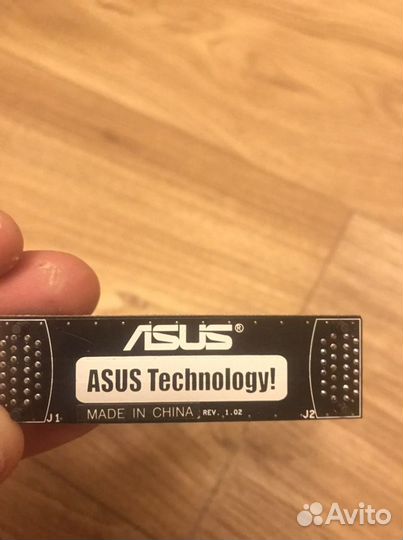 ASUS®
ASUS Technology!
J1 MADE IN CHINA REV. 1.02 J2
Avito